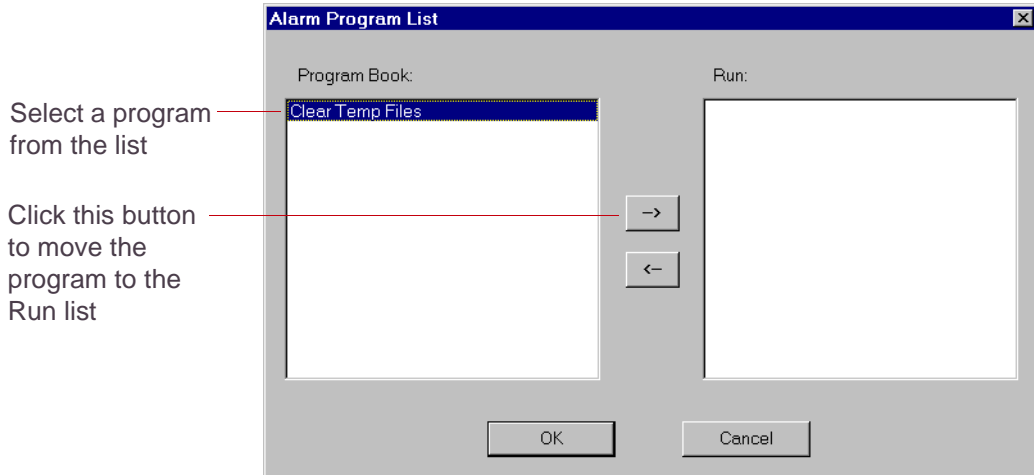 Alarm Program List
Program Book:
Run:
Select a program
from the list
Clear Temp Files
Click this button
to move the
program to the
Run list
–>
<–
OK
Cancel